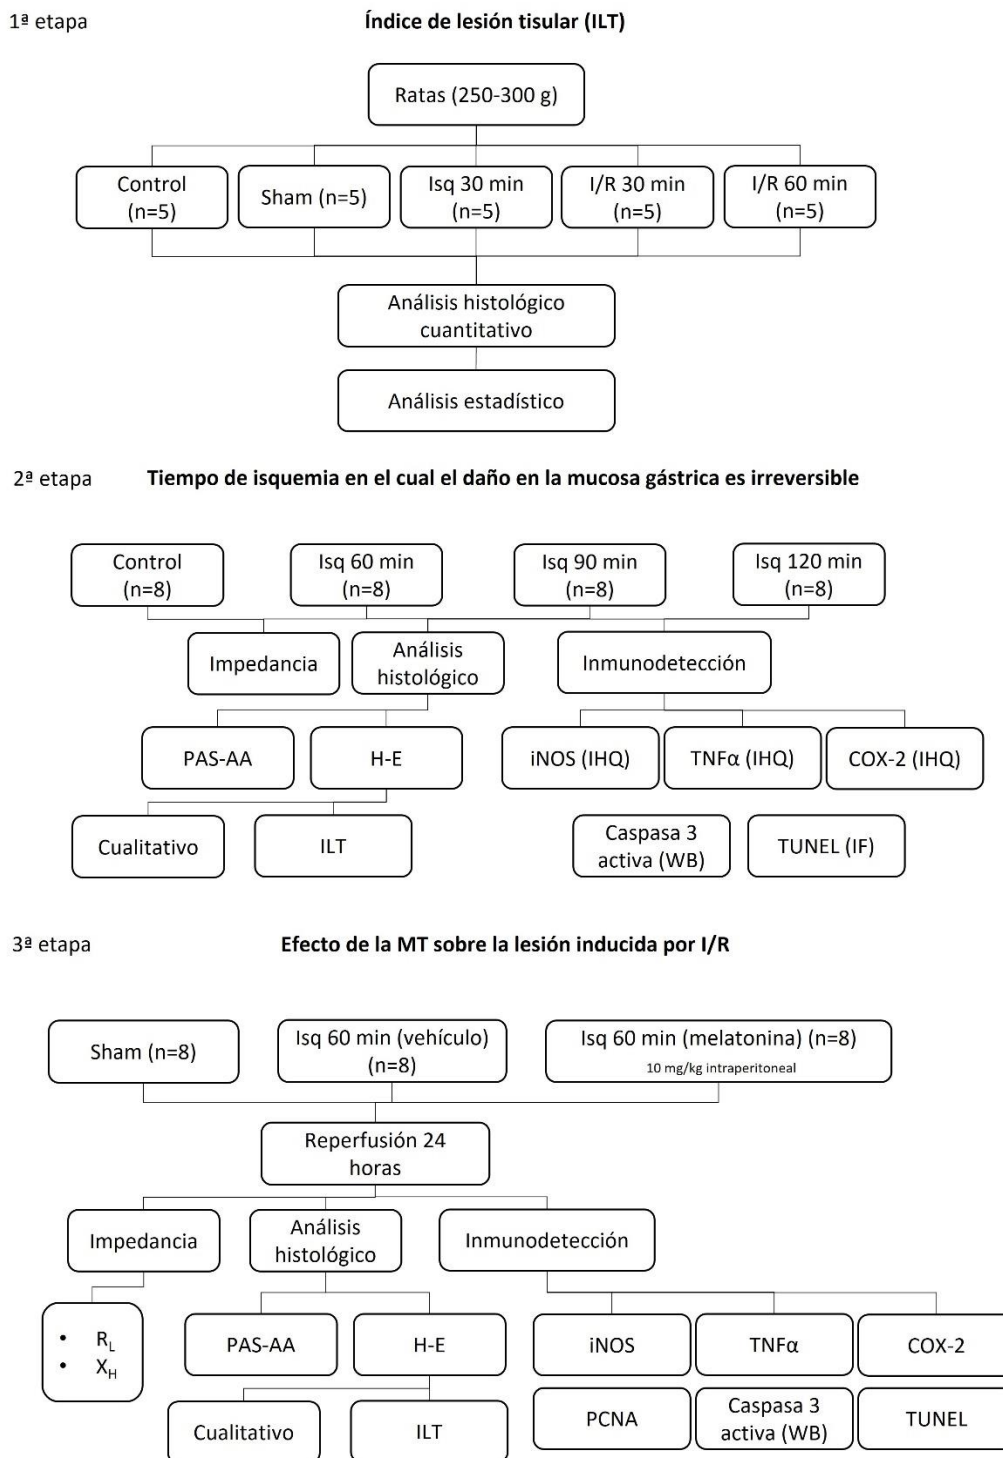 1ª etapa
Índice de lesión tisular (ILT)
Ratas (250-300 g)
Control
(n=5)
Sham (n=5)
Isq 30 min
(n=5)
I/R 30 min
(n=5)
I/R 60 min
(n=5)
Análisis histológico
cuantitativo
Análisis estadístico
2ª etapa
Tiempo de isquemia en el cual el daño en la mucosa gástrica es irreversible
Control
(n=8)
Isq 60 min
(n=8)
Isq 90 min
(n=8)
Isq 120 min
(n=8)
Impedancia
Análisis
histológico
Inmunodetección
PAS-AA
H-E
iNOS (IHQ)
TNFα (IHQ)
COX-2 (IHQ)
Cualitativo
ILT
Caspasa 3
activa (WB)
TUNEL (IF)
3ª etapa
Efecto de la MT sobre la lesión inducida por I/R
Sham (n=8)
Isq 60 min (vehículo)
(n=8)
Isq 60 min (melatonina) (n=8)
10 mg/kg intraperitoneal
Reperfusión 24
horas
Impedancia
Análisis
histológico
Inmunodetección
• R_L
• X_H
PAS-AA
H-E
iNOS
TNFα
COX-2
Cualitativo
ILT
PCNA
Caspasa 3
activa (WB)
TUNEL